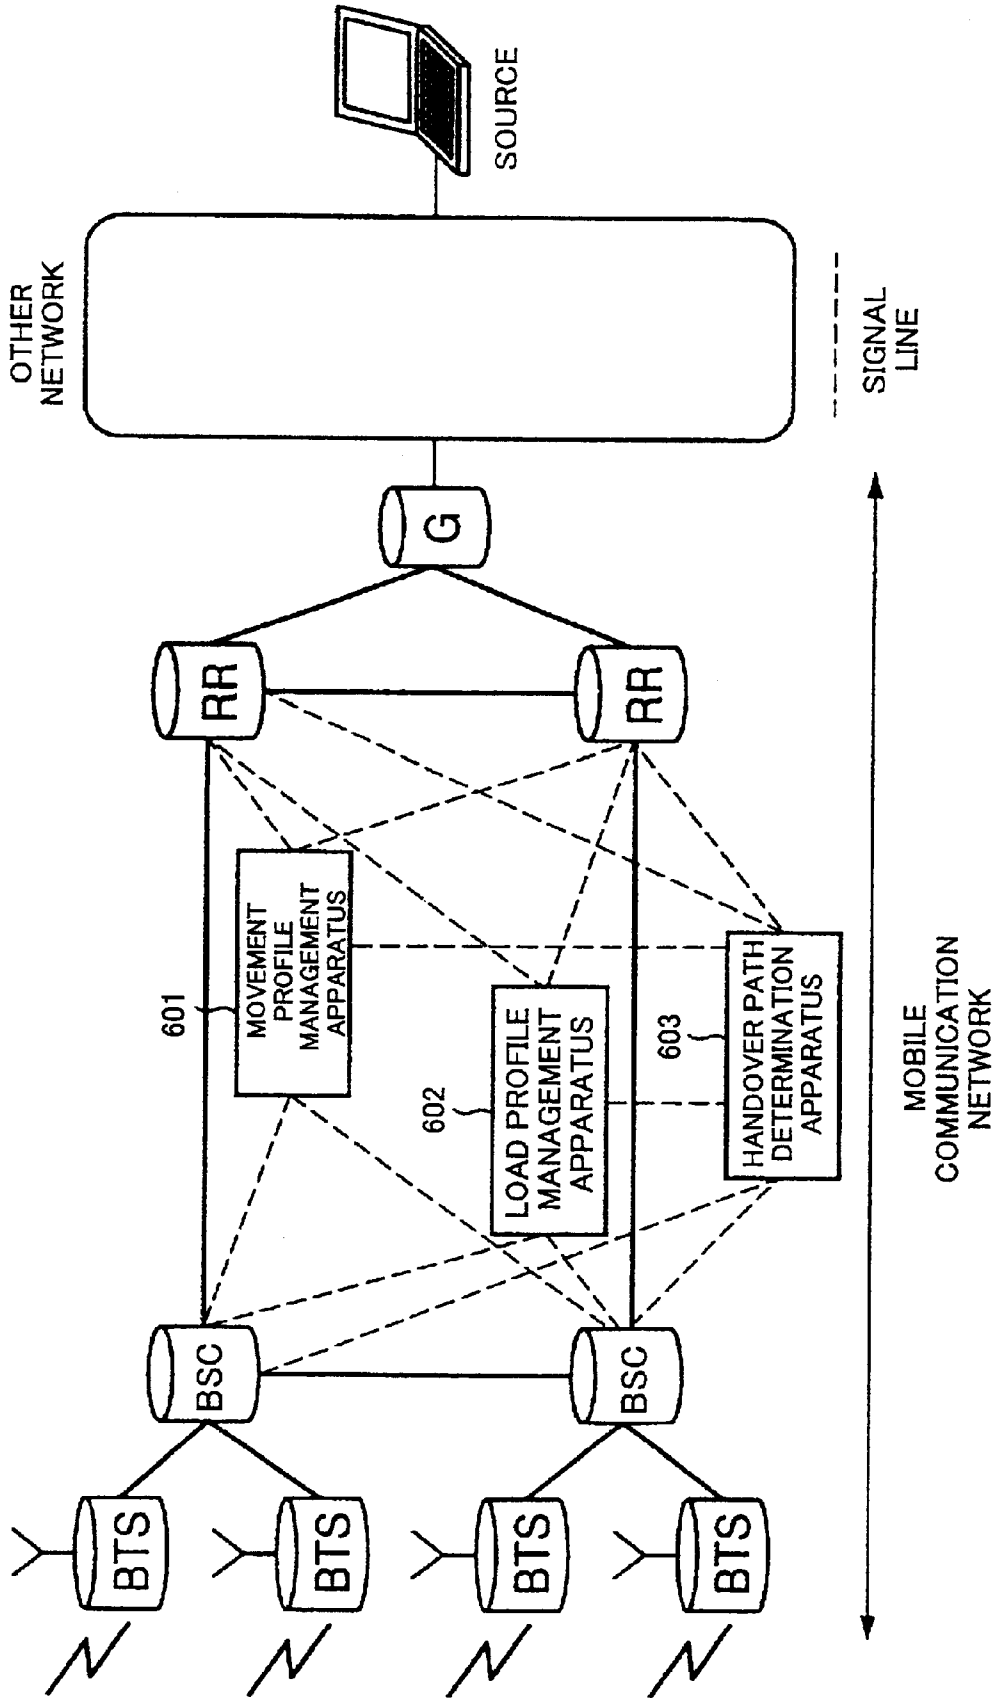 OTHER
NETWORK
SOURCE
SIGNAL
LINE
G
RR
RR
601
MOVEMENT
PROFILE
MANAGEMENT
APPARATUS
602
LOAD PROFILE
MANAGEMENT
APPARATUS
603
HANDOVER PATH
DETERMINATION
APPARATUS
MOBILE
COMMUNICATION
NETWORK
BSC
BSC
BTS
BTS
BTS
BTS